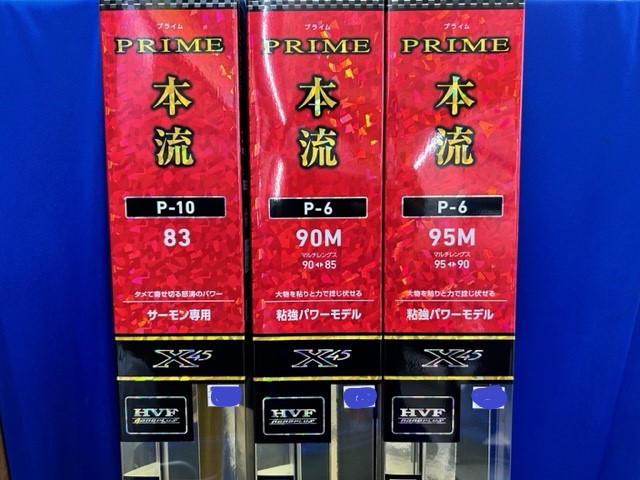 プライム
PRIME
本流
P-10
83
タメて寄せ切る怒涛のパワー
サーモン専用
X45
HVF
NANOPLUS
プライム
PRIME
本流
P-6
90M
マルチレングス
90◂▸85
大物を粘りと力で捻じ伏せる
粘強パワーモデル
X45
HVF
NANOPLUS
プライム
PRIME
本流
P-6
95M
マルチレングス
95◂▸90
大物を粘りと力で捻じ伏せる
粘強パワーモデル
X45
HVF
NANOPLUS